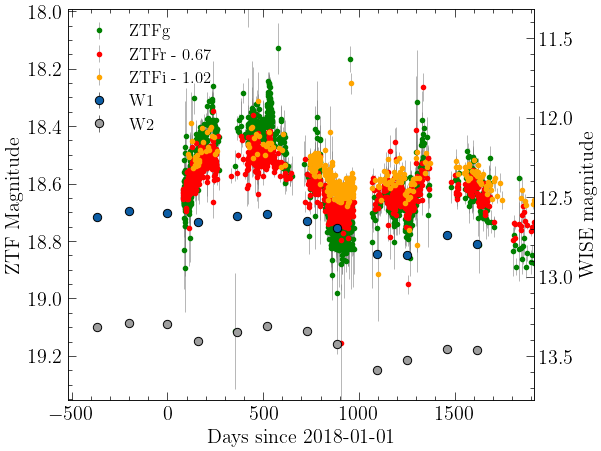 ZTFg
ZTFr - 0.67
ZTFi - 1.02
W1
W2
18.0
18.2
18.4
18.6
18.8
19.0
19.2
ZTF Magnitude
11.5
12.0
12.5
13.0
13.5
WISE magnitude
−500 0 500 1000 1500
Days since 2018-01-01